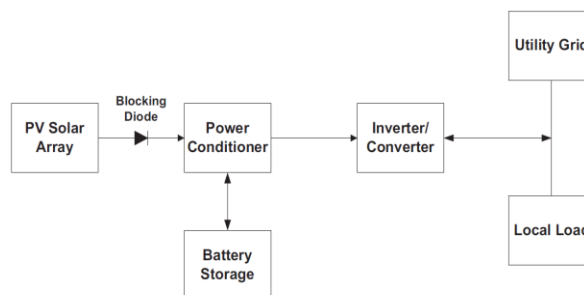 Utility Grid
Blocking
Diode
PV Solar
Array
Power
Conditioner
Inverter/
Converter
Battery
Storage
Local Load